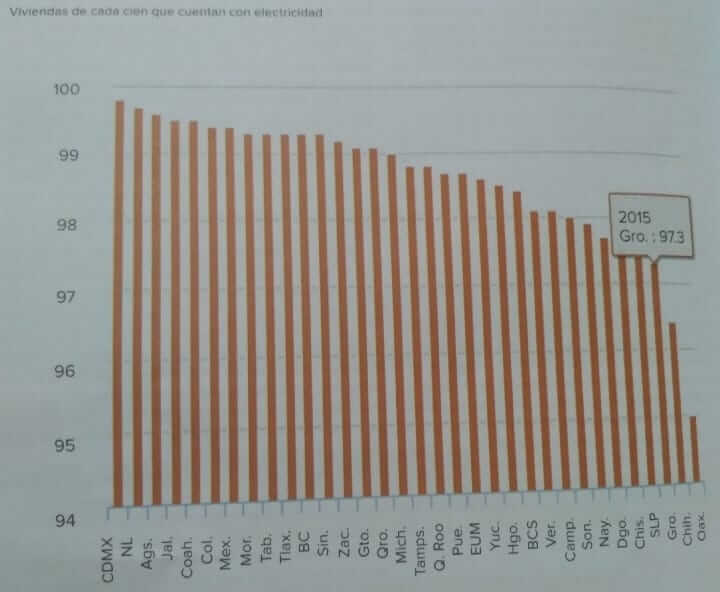 Viviendas de cada cien que cuentan con electricidad
100
99
98
97
96
95
94
2015
Gro. : 97.3
CDMX
NL
Ags.
Jal.
Coah.
Col.
Mex.
Mor.
Tab.
Tlax.
BC
Sin.
Zac.
Gto.
Qro.
Mich.
Tamps.
Q. Roo
Pue.
EUM
Yuc.
Hgo.
BCS
Ver.
Camp.
Son.
Nay.
Dgo.
Chis.
SLP
Gro.
Chih.
Oax.